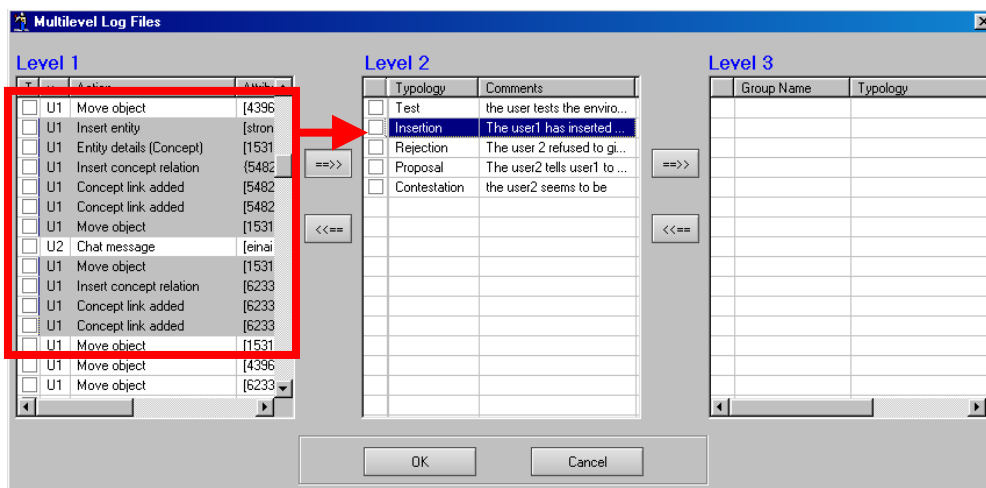 Multilevel Log Files
Level 1
Level 2
Level 3
T Action
U1 Move object [4396
U1 Insert entity [stron
U1 Entity details (Concept) [1531
U1 Insert concept relation {5482
U1 Concept link added [5482
U1 Concept link added [5482
U1 Move object [1531
U2 Chat message [einai
U1 Move object [1531
U1 Insert concept relation [6233
U1 Concept link added [6233
U1 Concept link added [6233
U1 Move object [1531
U1 Move object [4396
U1 Move object [6233
==>>
<<==
Typology Comments
Test the user tests the enviro...
Insertion The user1 has inserted ...
Rejection The user 2 refused to gi...
Proposal The user2 tells user1 to ...
Contestation the user2 seems to be
==>>
<<==
Group Name Typology
OK Cancel